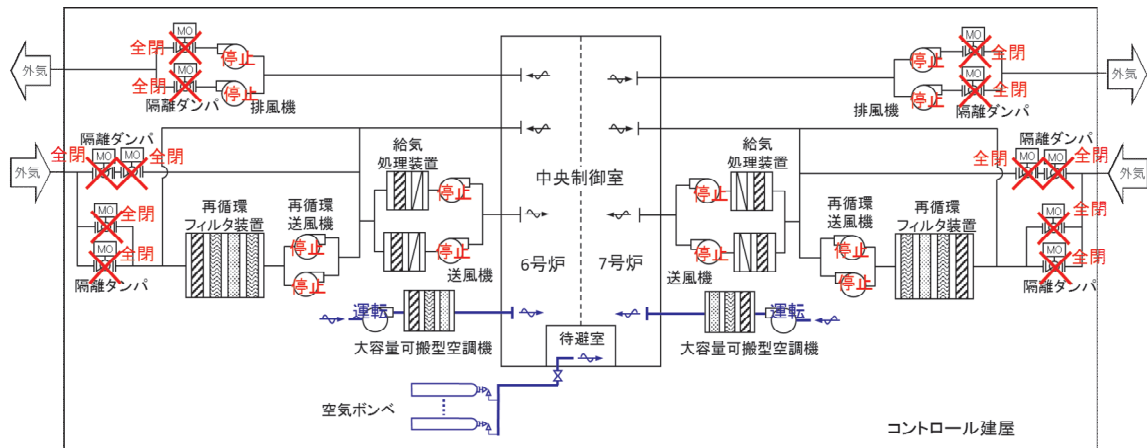 MO
全閉
停止
外気
MO
全閉
停止
隔離ダンパ
排風機
MO
全閉
停止
外気
MO
全閉
停止
排風機
隔離ダンパ
隔離ダンパ
全閉
MO
MO
全閉
外気
MO
全閉
MO
全閉
隔離ダンパ
再循環
フィルタ装置
再循環
送風機
停止
停止
給気
処理装置
停止
停止
送風機
中央制御室
6号炉
7号炉
給気
処理装置
停止
停止
送風機
再循環
送風機
停止
停止
再循環
フィルタ装置
隔離ダンパ
全閉
MO
MO
全閉
外気
MO
全閉
MO
全閉
隔離ダンパ
運転
大容量可搬型空調機
待避室
運転
大容量可搬型空調機
空気ボンベ
コントロール建屋